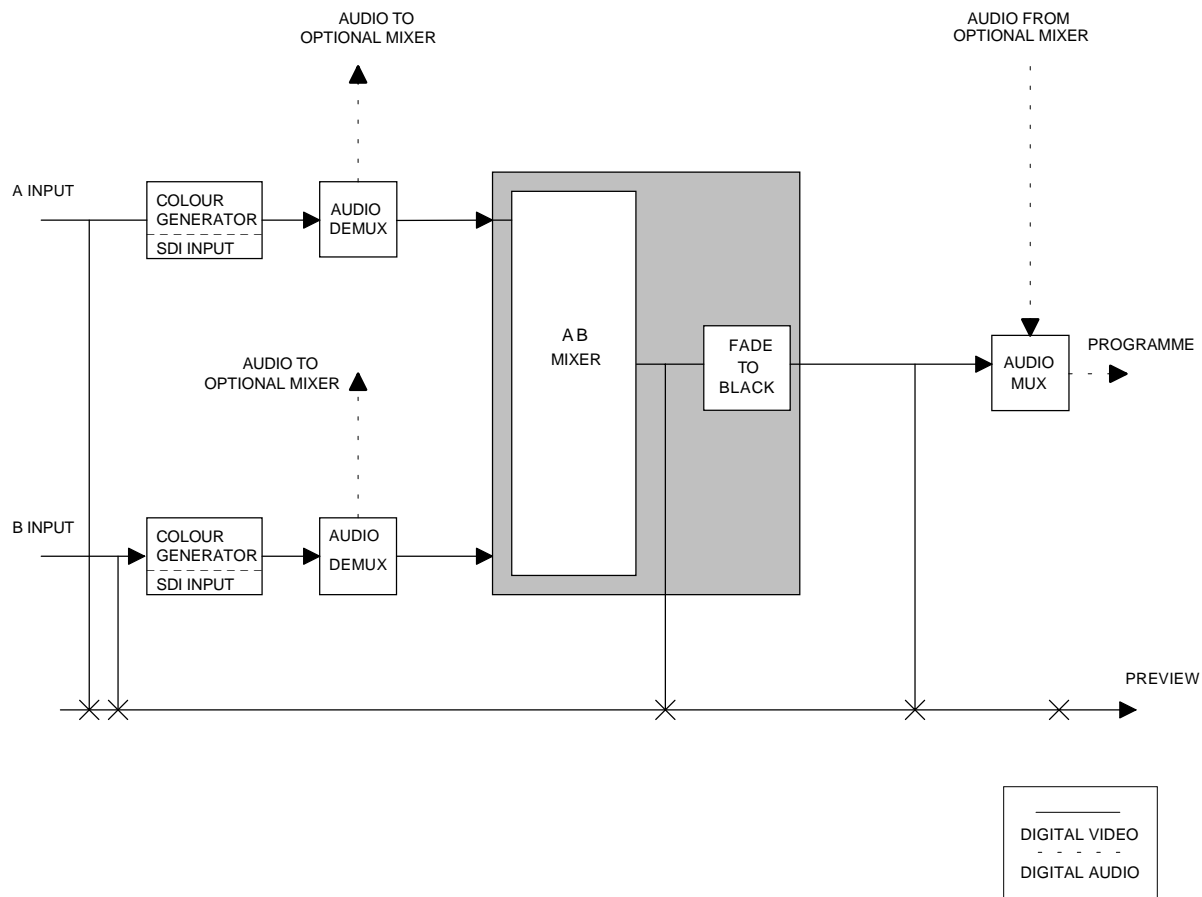 AUDIO TO
OPTIONAL MIXER
AUDIO FROM
OPTIONAL MIXER
A INPUT
COLOUR
GENERATOR
SDI INPUT
AUDIO
DEMUX
A B
MIXER
FADE
TO
BLACK
AUDIO
MUX
PROGRAMME
AUDIO TO
OPTIONAL MIXER
B INPUT
COLOUR
GENERATOR
SDI INPUT
AUDIO
DEMUX
PREVIEW
DIGITAL VIDEO
DIGITAL AUDIO